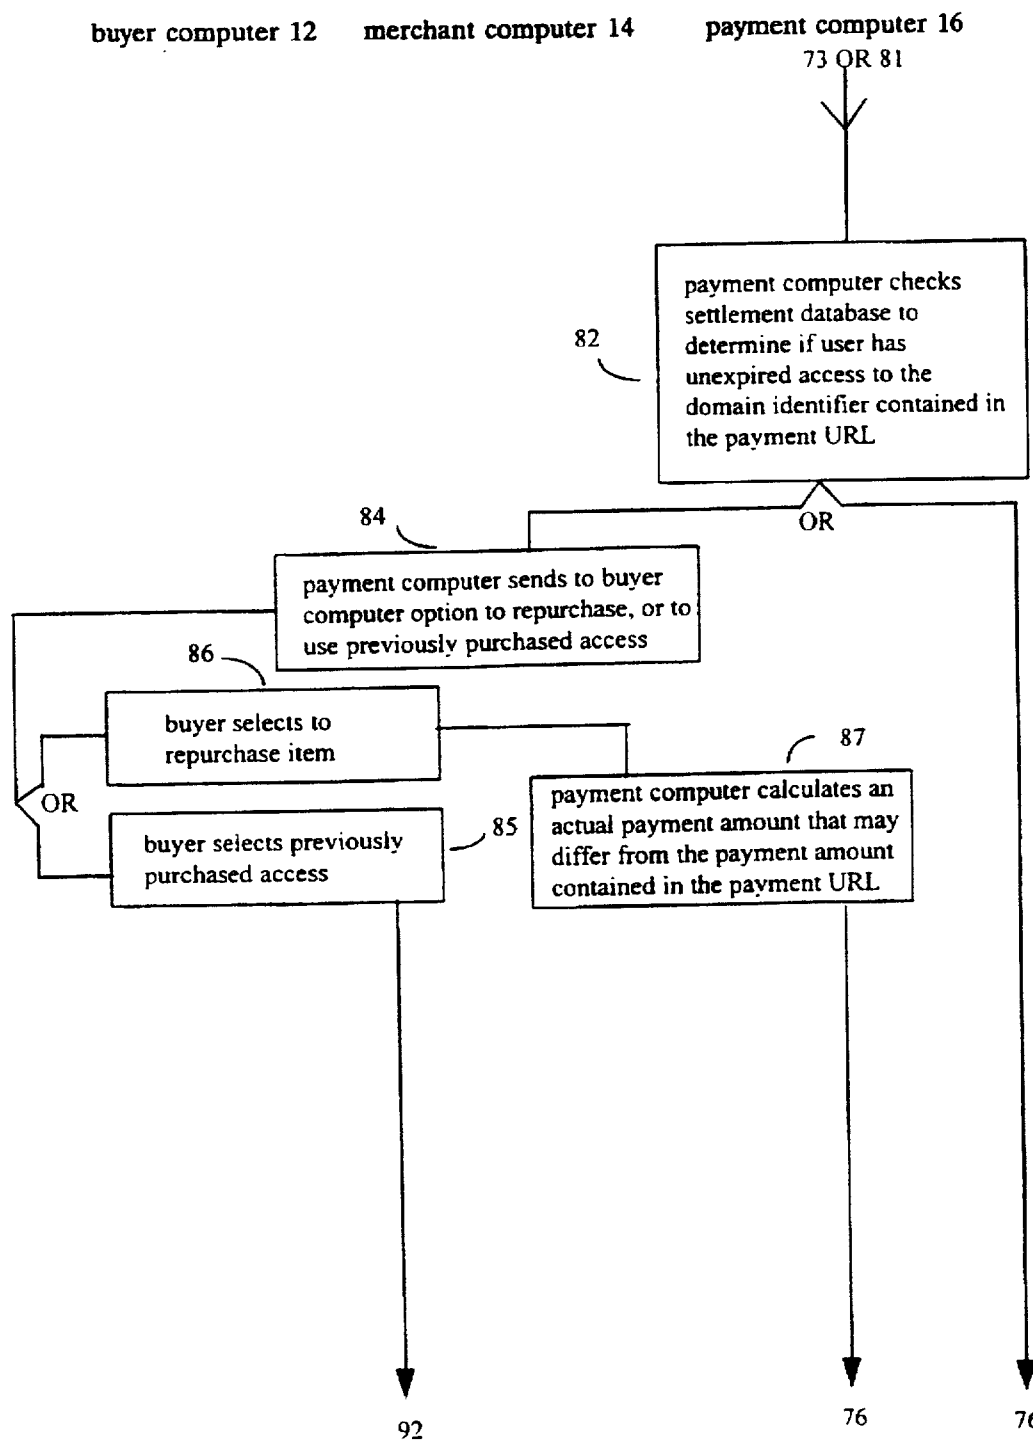 buyer computer 12 merchant computer 14 payment computer 16
73 OR 81
82
payment computer checks
settlement database to
determine if user has
unexpired access to the
domain identifier contained in
the payment URL
OR
84
payment computer sends to buyer
computer option to repurchase, or to
use previously purchased access
86
buyer selects to
repurchase item
87
payment computer calculates an
actual payment amount that may
differ from the payment amount
contained in the payment URL
OR
85
buyer selects previously
purchased access
92
76
76